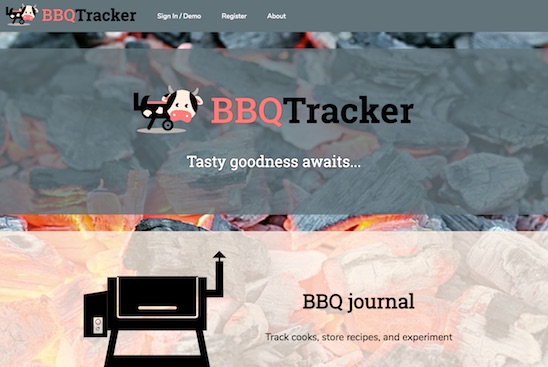 BBQTracker
Sign In / Demo
Register
About
BBQTracker
Tasty goodness awaits...
BBQ journal
Track cooks, store recipes, and experiment